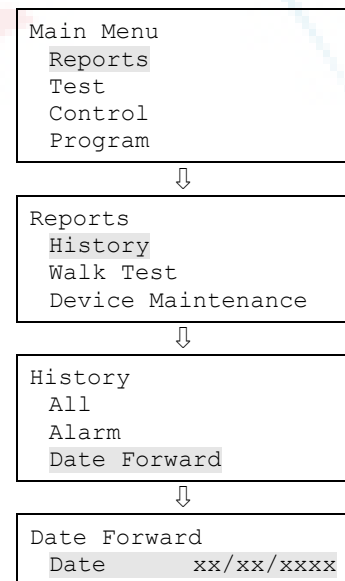 Main Menu
Reports
Test
Control
Program
⇩
Reports
History
Walk Test
Device Maintenance
⇩
History
All
Alarm
Date Forward
⇩
Date Forward
Date xx/xx/xxxx